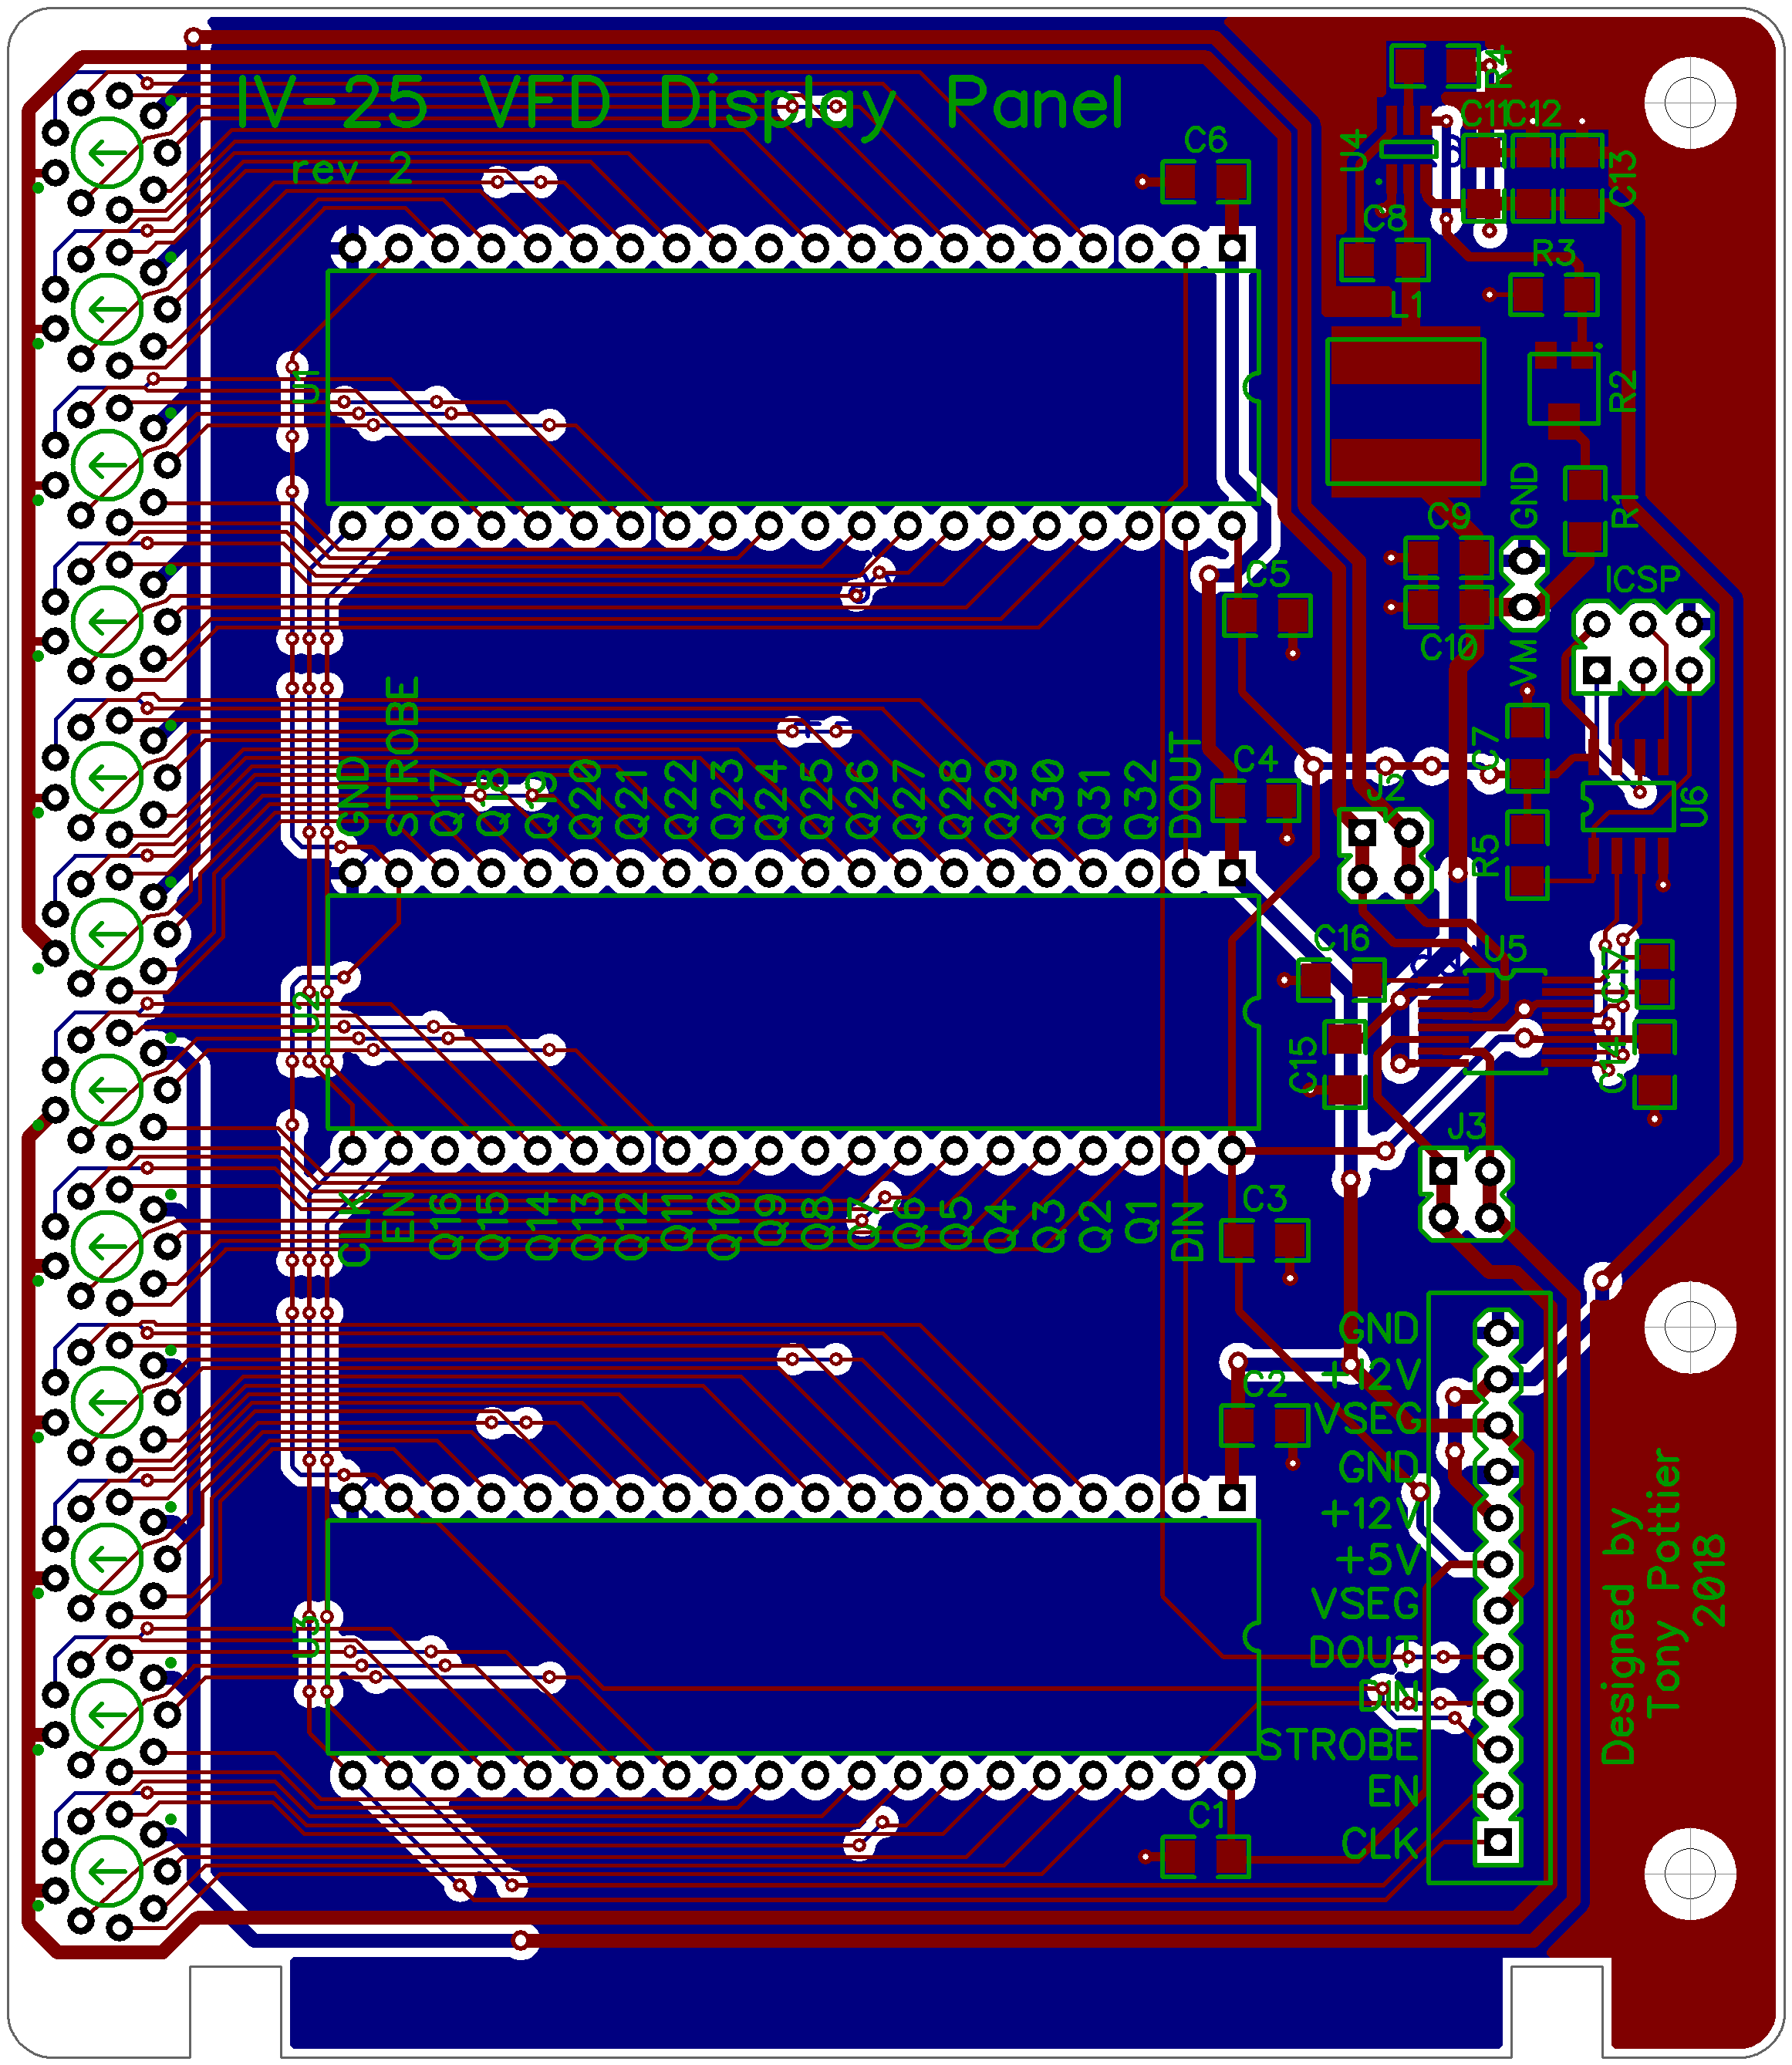 IV-25 VFD Display Panel
rev 2
R4
C11
C12
C6
U4
C13
C8
R3
L1
U1
R2
C9
GND
R1
C5
ICSP
C10
VM
C7
C4
J2
U6
R5
GND
STROBE
Q17
Q18
Q19
Q20
Q21
Q22
Q23
Q24
Q25
Q26
Q27
Q28
Q29
Q30
Q31
Q32
DOUT
C16
U5
C17
U2
C15
C14
J3
CLK
EN
Q16
Q15
Q14
Q13
Q12
Q11
Q10
Q9
Q8
Q7
Q6
Q5
Q4
Q3
Q2
Q1
DIN
C3
GND
+12V
C2
VSEG
GND
+12V
+5V
VSEG
U3
DOUT
DIN
STROBE
EN
C1
CLK
Designed by
Tony Pottier
2018